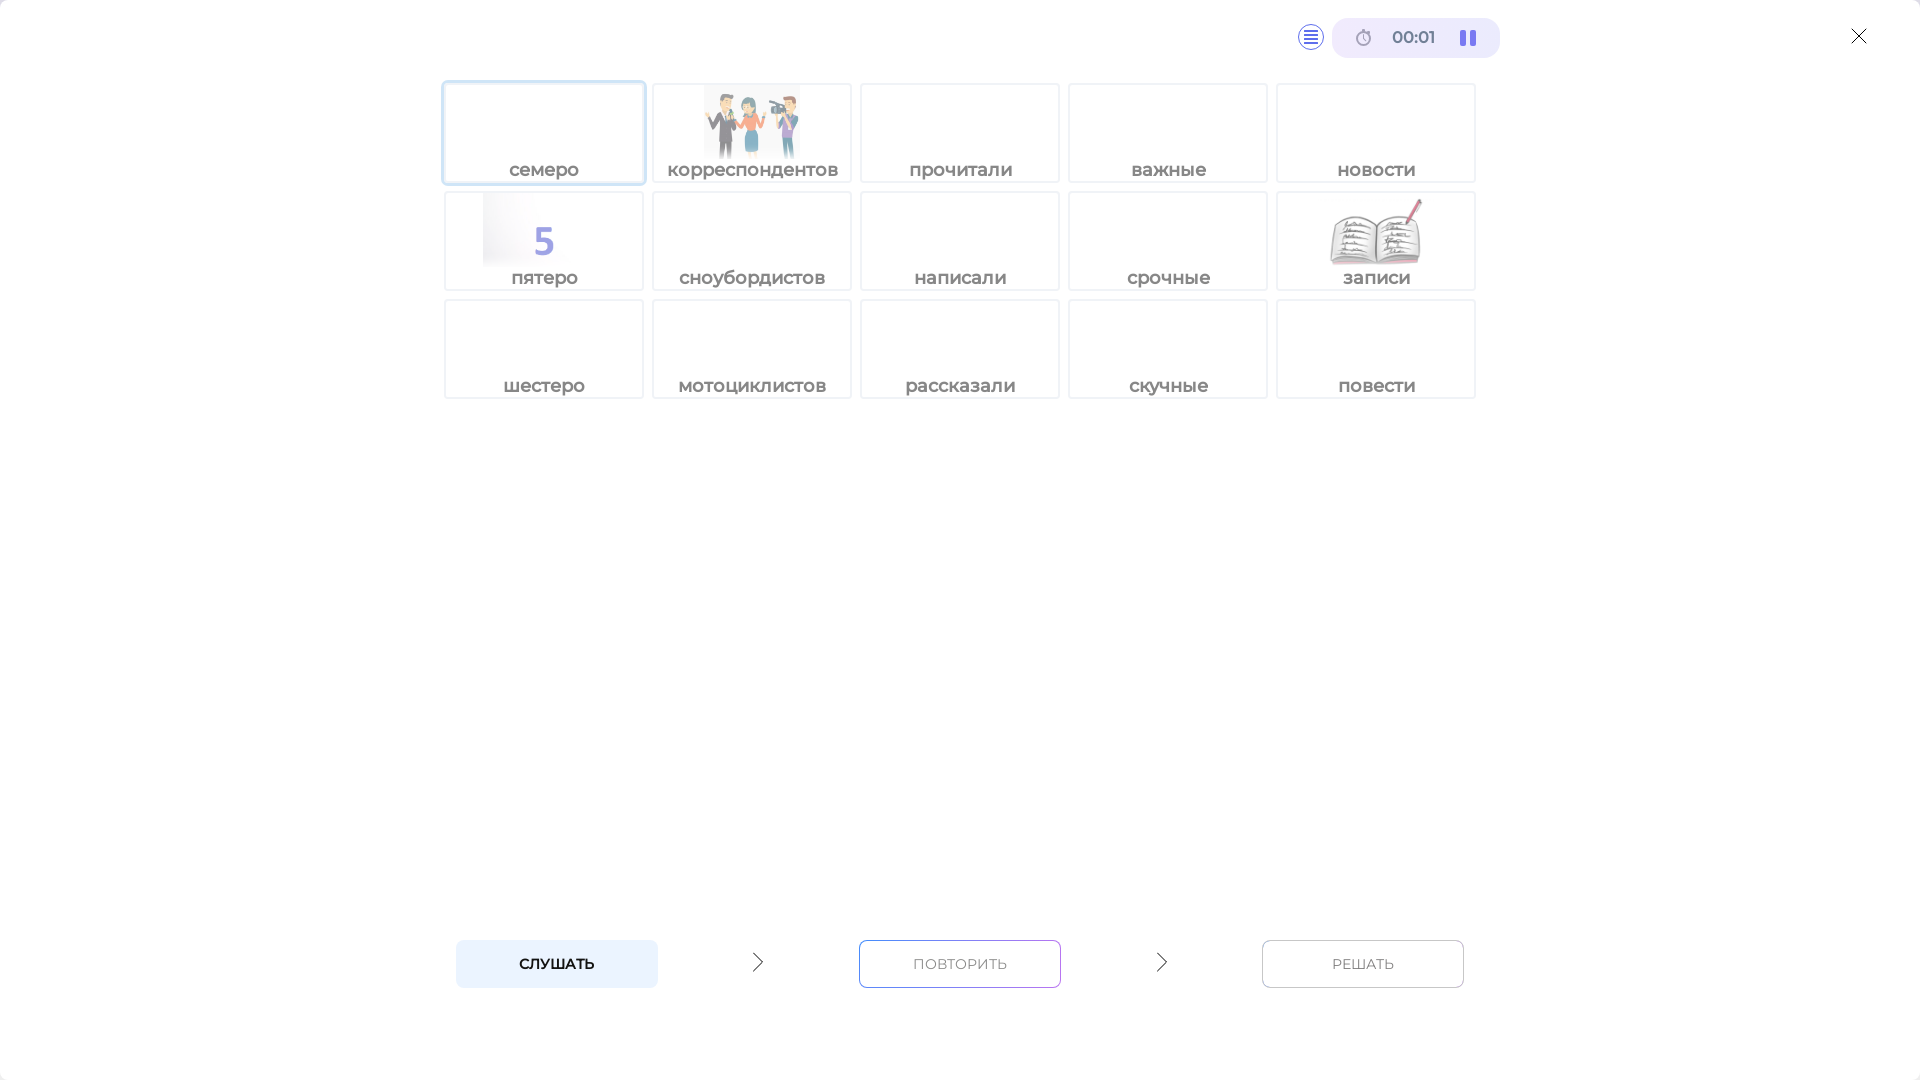 00:01
семеро корреспондентов прочитали важные новости
5
пятеро сноубордистов написали срочные записи
шестеро мотоциклистов рассказали скучные повести
СЛУШАТЬ ПОВТОРИТЬ РЕШАТЬ